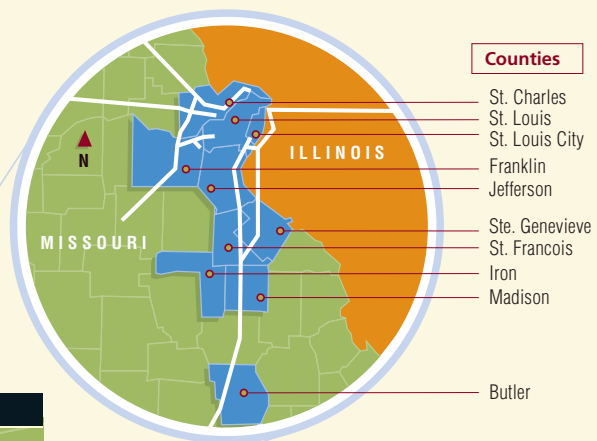 Counties
St. Charles
St. Louis
St. Louis City
ILLINOIS
N
Franklin
Jefferson
MISSOURI
Ste. Genevieve
St. Francois
Iron
Madison
Butler